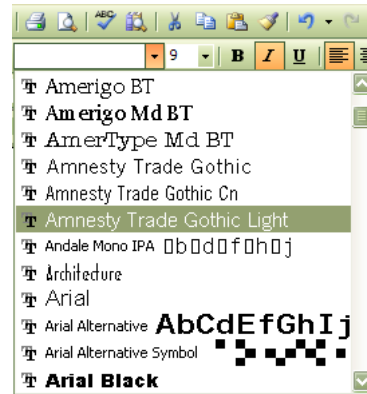 ABC
9 B I U
Amerigo BT
Amerigo Md BT
AmerType Md BT
Amnesty Trade Gothic
Amnesty Trade Gothic Cn
Amnesty Trade Gothic Light
Andale Mono IPA ▯b▯d▯f▯h▯j
Architecture
Arial
Arial Alternative AbCdEfGhIj
Arial Alternative Symbol
Arial Black